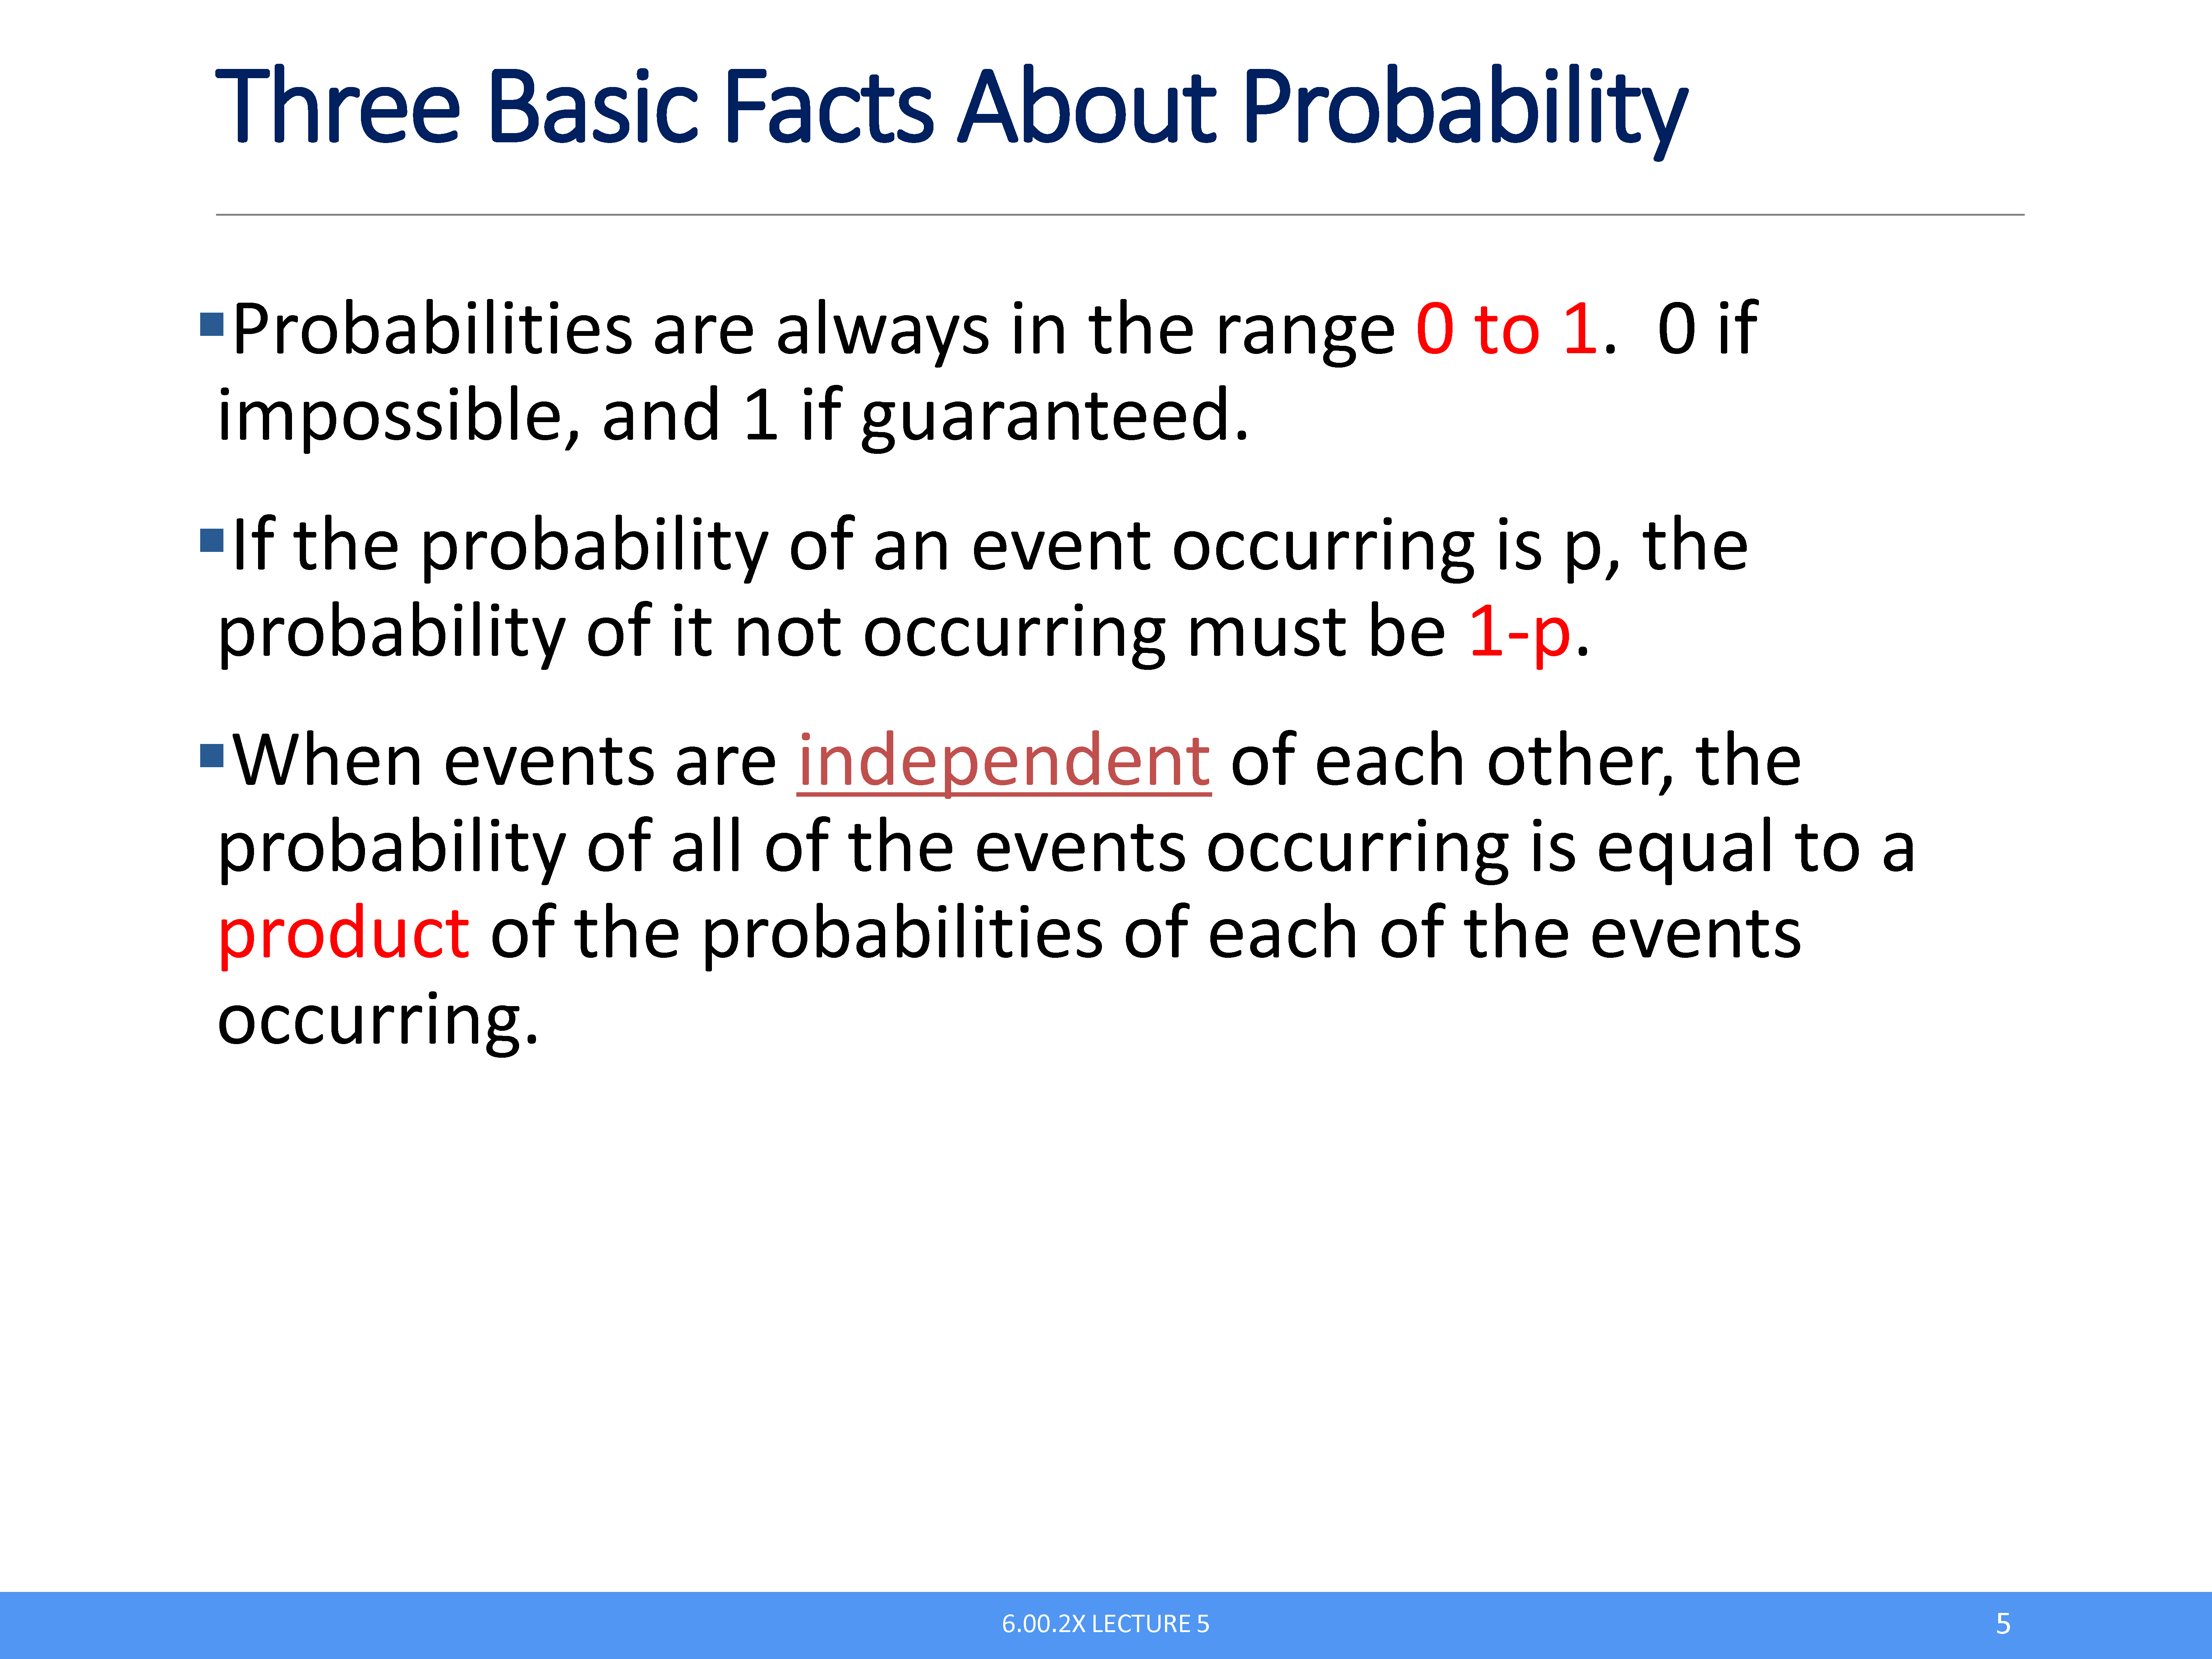 Three Basic Facts About Probability
▪Probabilities are always in the range 0 to 1.  0 if
impossible, and 1 if guaranteed.
▪If the probability of an event occurring is p, the
probability of it not occurring must be 1-p.
▪When events are independent of each other, the
probability of all of the events occurring is equal to a
product of the probabilities of each of the events
occurring.
6.00.2X LECTURE 5
5